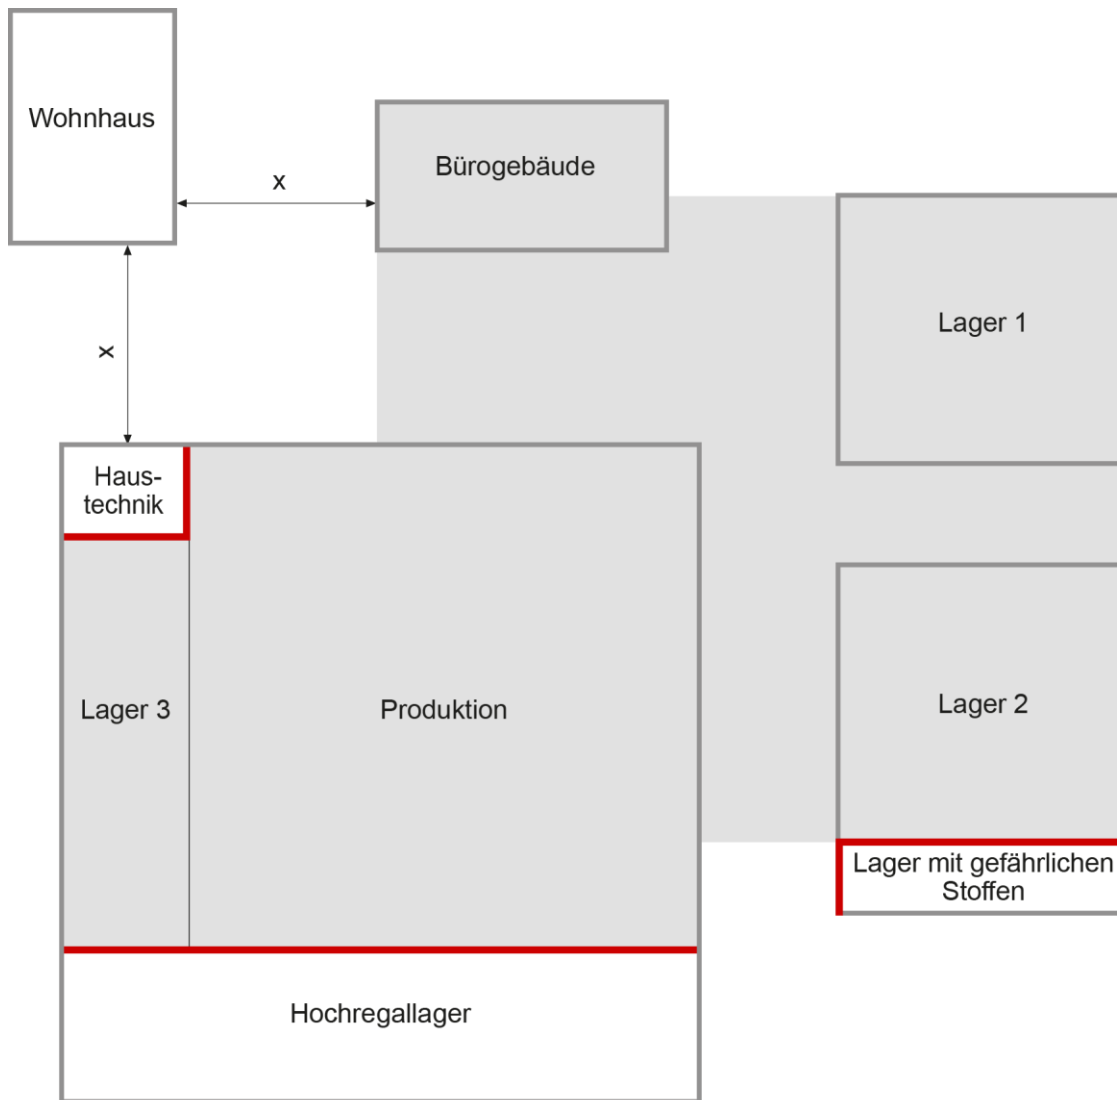 Wohnhaus
Bürogebäude
x
Lager 1
x
Haus-
technik
Lager 3
Produktion
Lager 2
Lager mit gefährlichen
Stoffen
Hochregallager